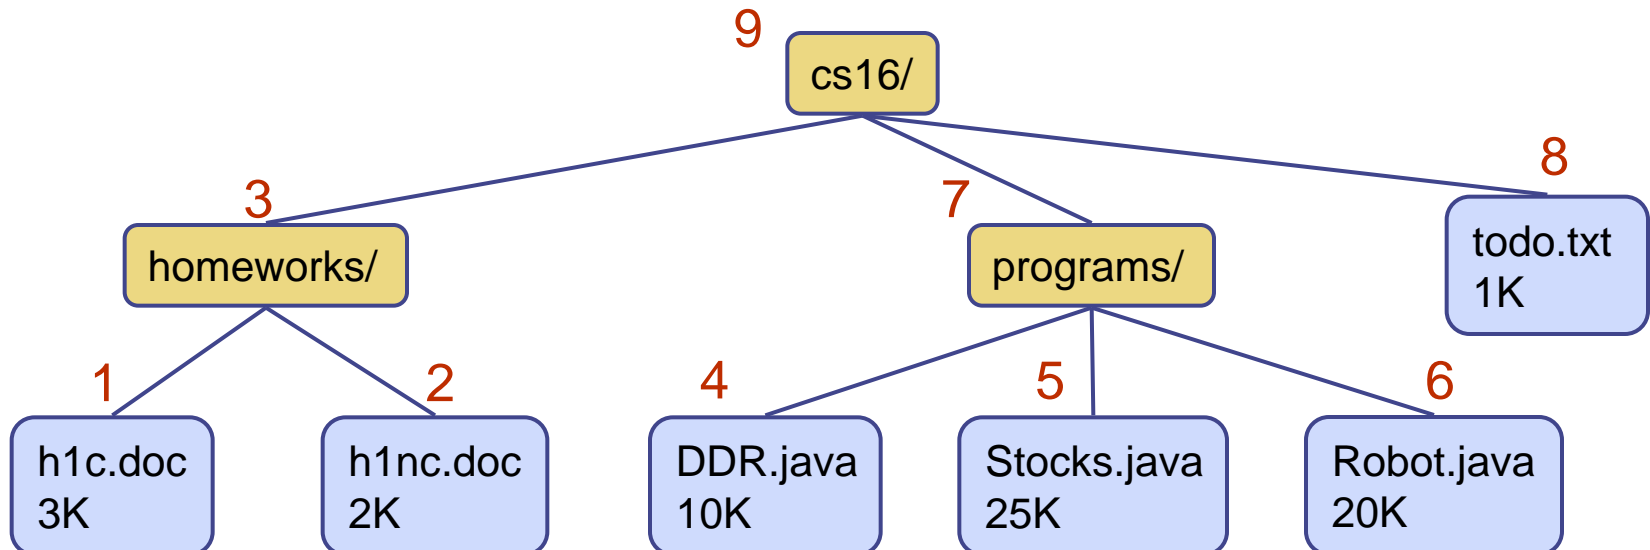 9
cs16/
8
3
7
todo.txt
1K
homeworks/
programs/
1
2
4
5
6
h1c.doc
3K
h1nc.doc
2K
DDR.java
10K
Stocks.java
25K
Robot.java
20K